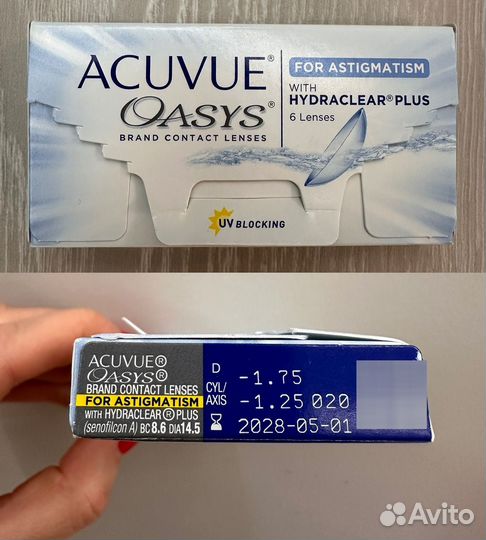 ACUVUE®
OASYS®
BRAND CONTACT LENSES
FOR ASTIGMATISM
WITH
HYDRACLEAR® PLUS
6 Lenses
UV BLOCKING
ACUVUE®
OASYS®
BRAND CONTACT LENSES
FOR ASTIGMATISM
WITH HYDRACLEAR® PLUS
(senofilcon A) BC 8.6 DIA 14.5
D -1.75
CYL/
AXIS -1.25 020
2028-05-01
Avito